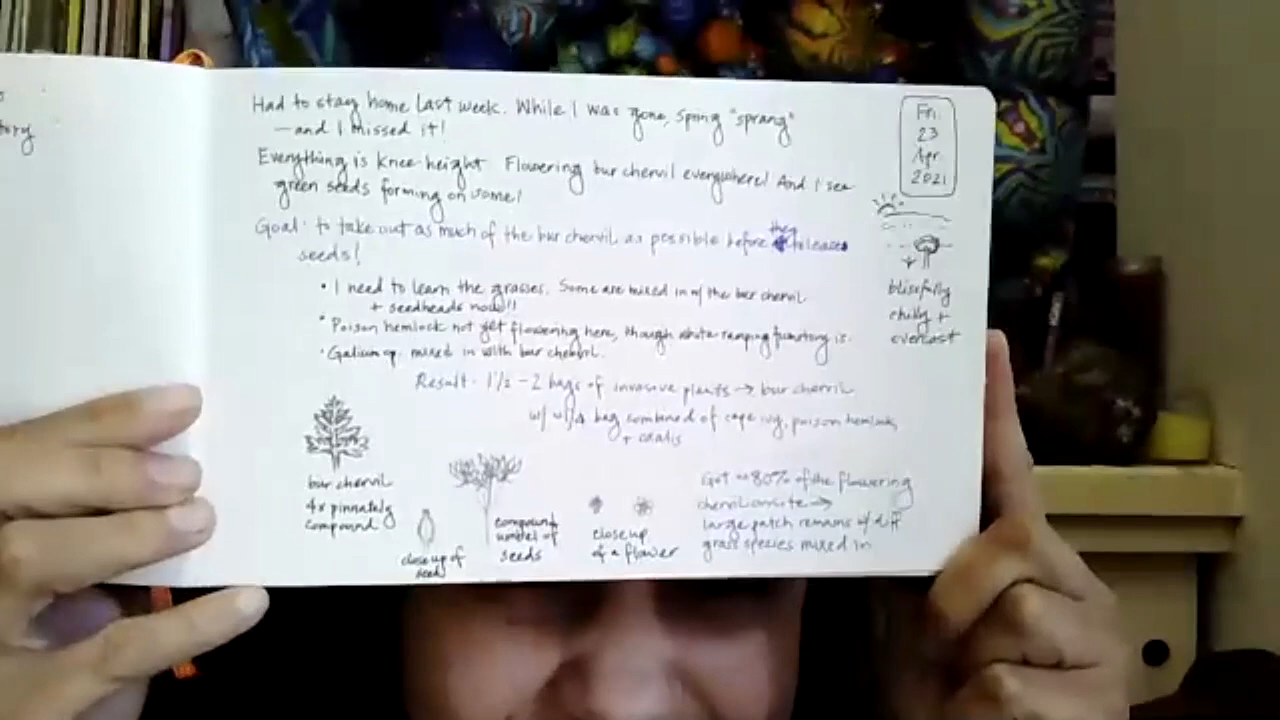 ory
Had to stay home last week. While I was gone, spring "sprang"
— and I missed it!
Everything is knee-height Flowering bur chervil everywhere! And I see
green seeds forming on some!
Goal: to take out as much of the bur chervil as possible before they release
seeds!
• I need to learn the grasses. Some are mixed in w/ the bur chervil
+ seedheads now!!
• Poison hemlock not yet flowering here, though white ramping fumitory is.
• Galium sp. mixed in with bur chervil.
Result: 1½ - 2 bags of invasive plants → bur chervil
w/ bag combined of cape ivy, poison hemlock,
+ oxalis
Fri.
23
Apr.
2021
blissfully
chilly +
overcast
bur chervil
4x pinnately
compound
close up of
seed
compound
umbel of
seeds
close up
of a flower
Got ~80% of the flowering
chervil onsite →
large patch remains w/ diff
grass species mixed in